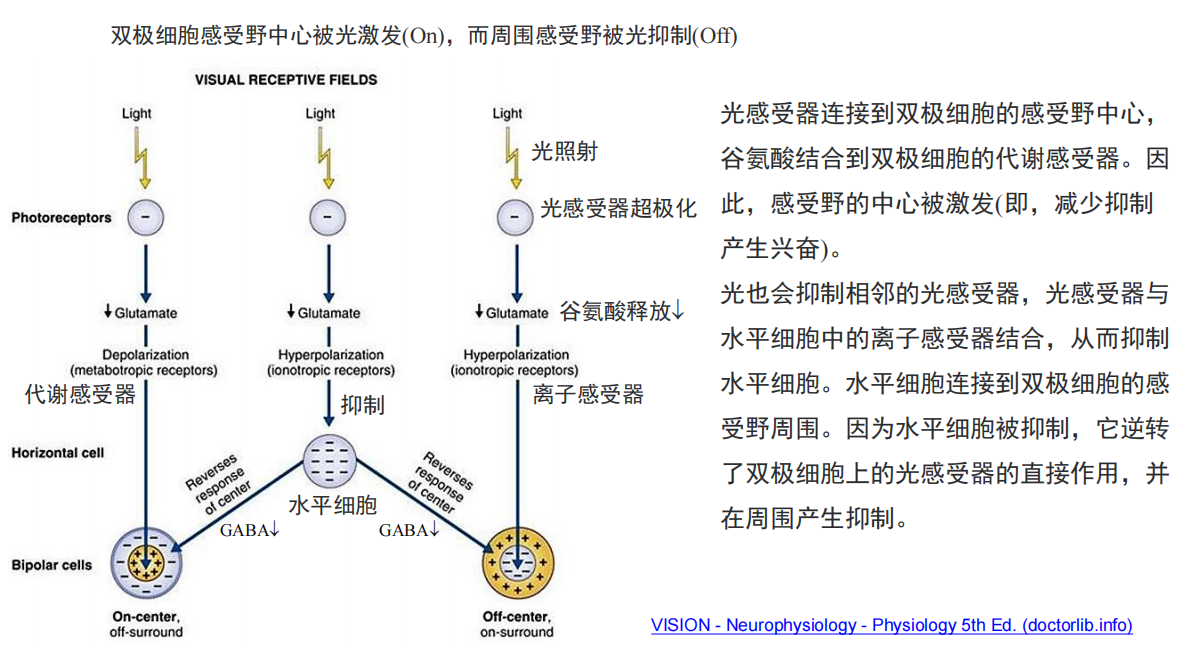 双极细胞感受野中心被光激发(On)，而周围感受野被光抑制(Off)
VISUAL RECEPTIVE FIELDS
Light
Light
Light
光照射
Photoreceptors
光感受器超极化
Glutamate
Glutamate
Glutamate
谷氨酸释放↓
Depolarization
(metabotropic receptors)
Hyperpolarization
(ionotropic receptors)
Hyperpolarization
(ionotropic receptors)
代谢感受器
抑制
离子感受器
Horizontal cell
Reverses
response
of center
Reverses
response
of center
水平细胞
GABA↓
GABA↓
Bipolar cells
On-center,
off-surround
Off-center,
on-surround
光感受器连接到双极细胞的感受野中心，
谷氨酸结合到双极细胞的代谢感受器。因
此，感受野的中心被激发(即，减少抑制
产生兴奋)。
光也会抑制相邻的光感受器，光感受器与
水平细胞中的离子感受器结合，从而抑制
水平细胞。水平细胞连接到双极细胞的感
受野周围。因为水平细胞被抑制，它逆转
了双极细胞上的光感受器的直接作用，并
在周围产生抑制。
VISION - Neurophysiology - Physiology 5th Ed. (doctorlib.info)